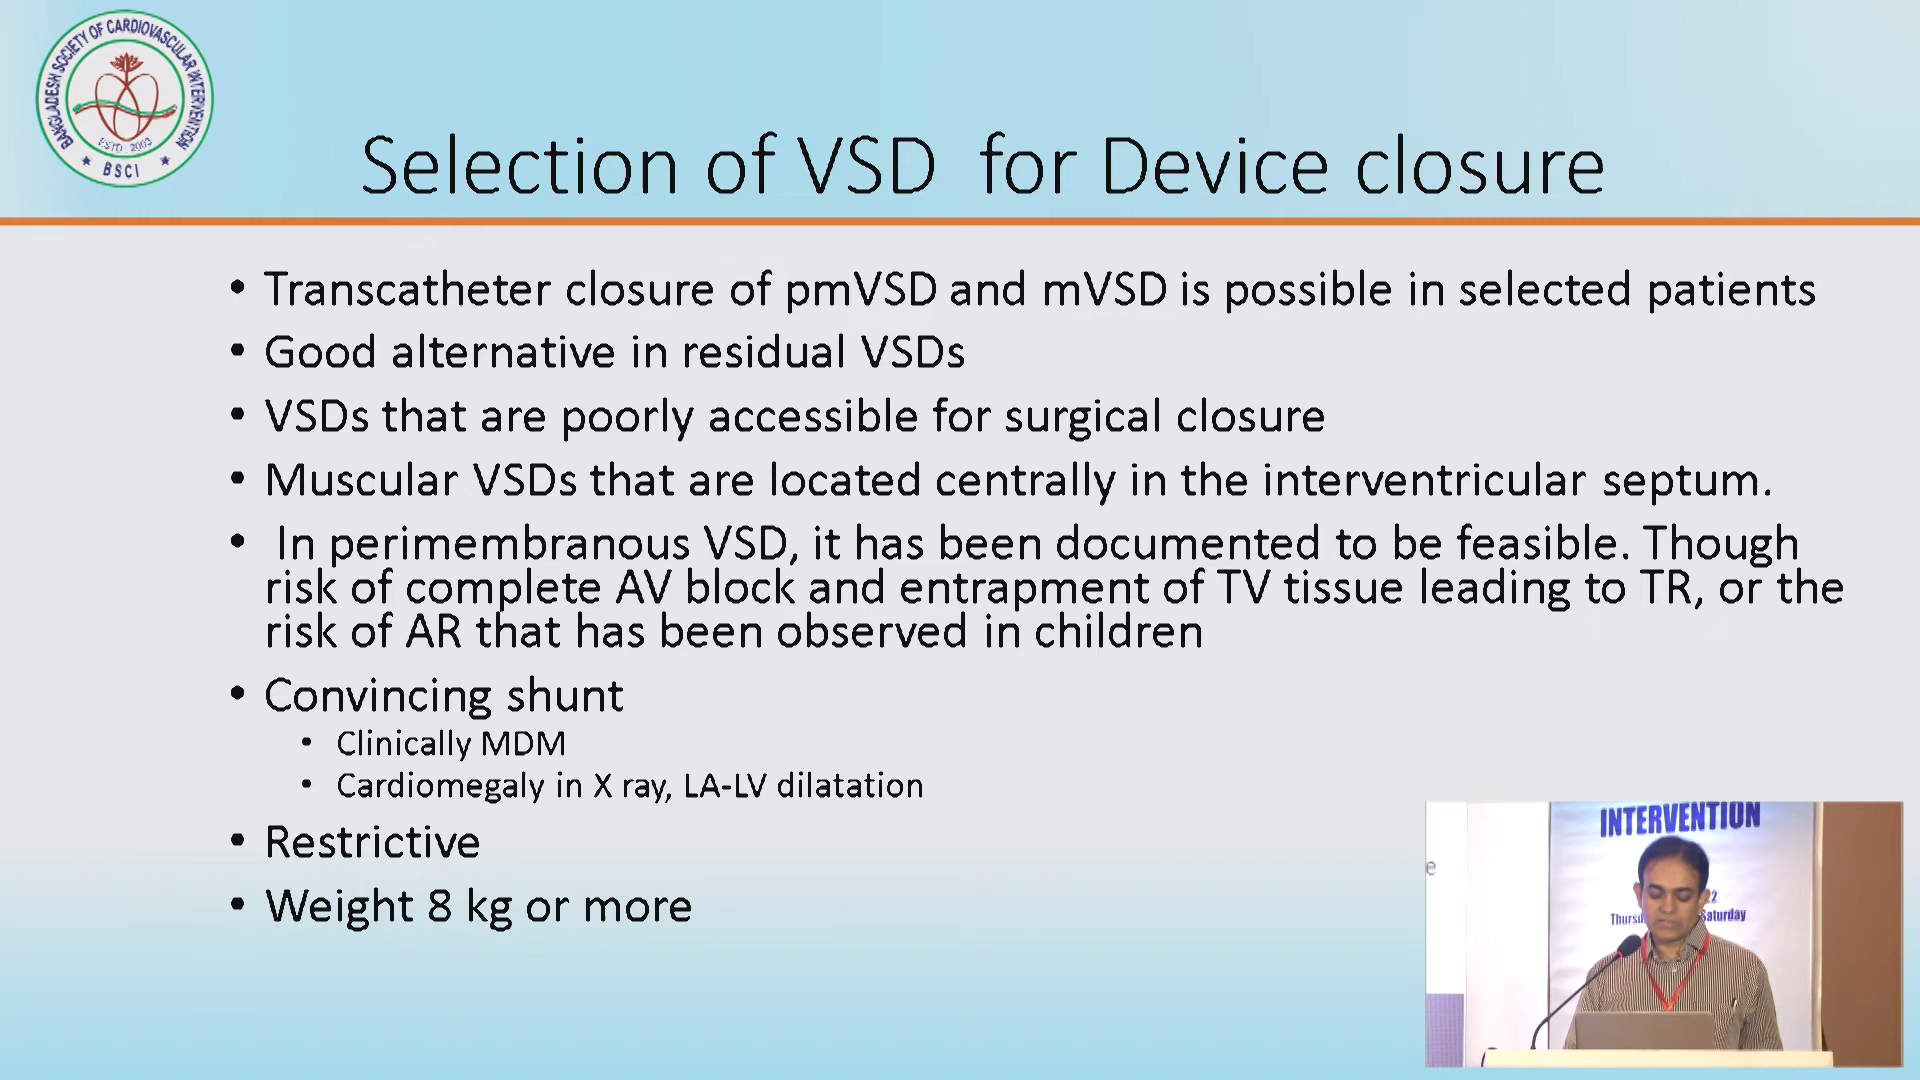 BANGLADESH SOCIETY OF CARDIOVASCULAR INTERVENTION
ESTD. 2003
BSCI
Selection of VSD for Device closure
• Transcatheter closure of pmVSD and mVSD is possible in selected patients
• Good alternative in residual VSDs
• VSDs that are poorly accessible for surgical closure
• Muscular VSDs that are located centrally in the interventricular septum.
• In perimembranous VSD, it has been documented to be feasible. Though
risk of complete AV block and entrapment of TV tissue leading to TR, or the
risk of AR that has been observed in children
• Convincing shunt
• Clinically MDM
• Cardiomegaly in X ray, LA-LV dilatation
• Restrictive
• Weight 8 kg or more
INTERVENTION
Saturday